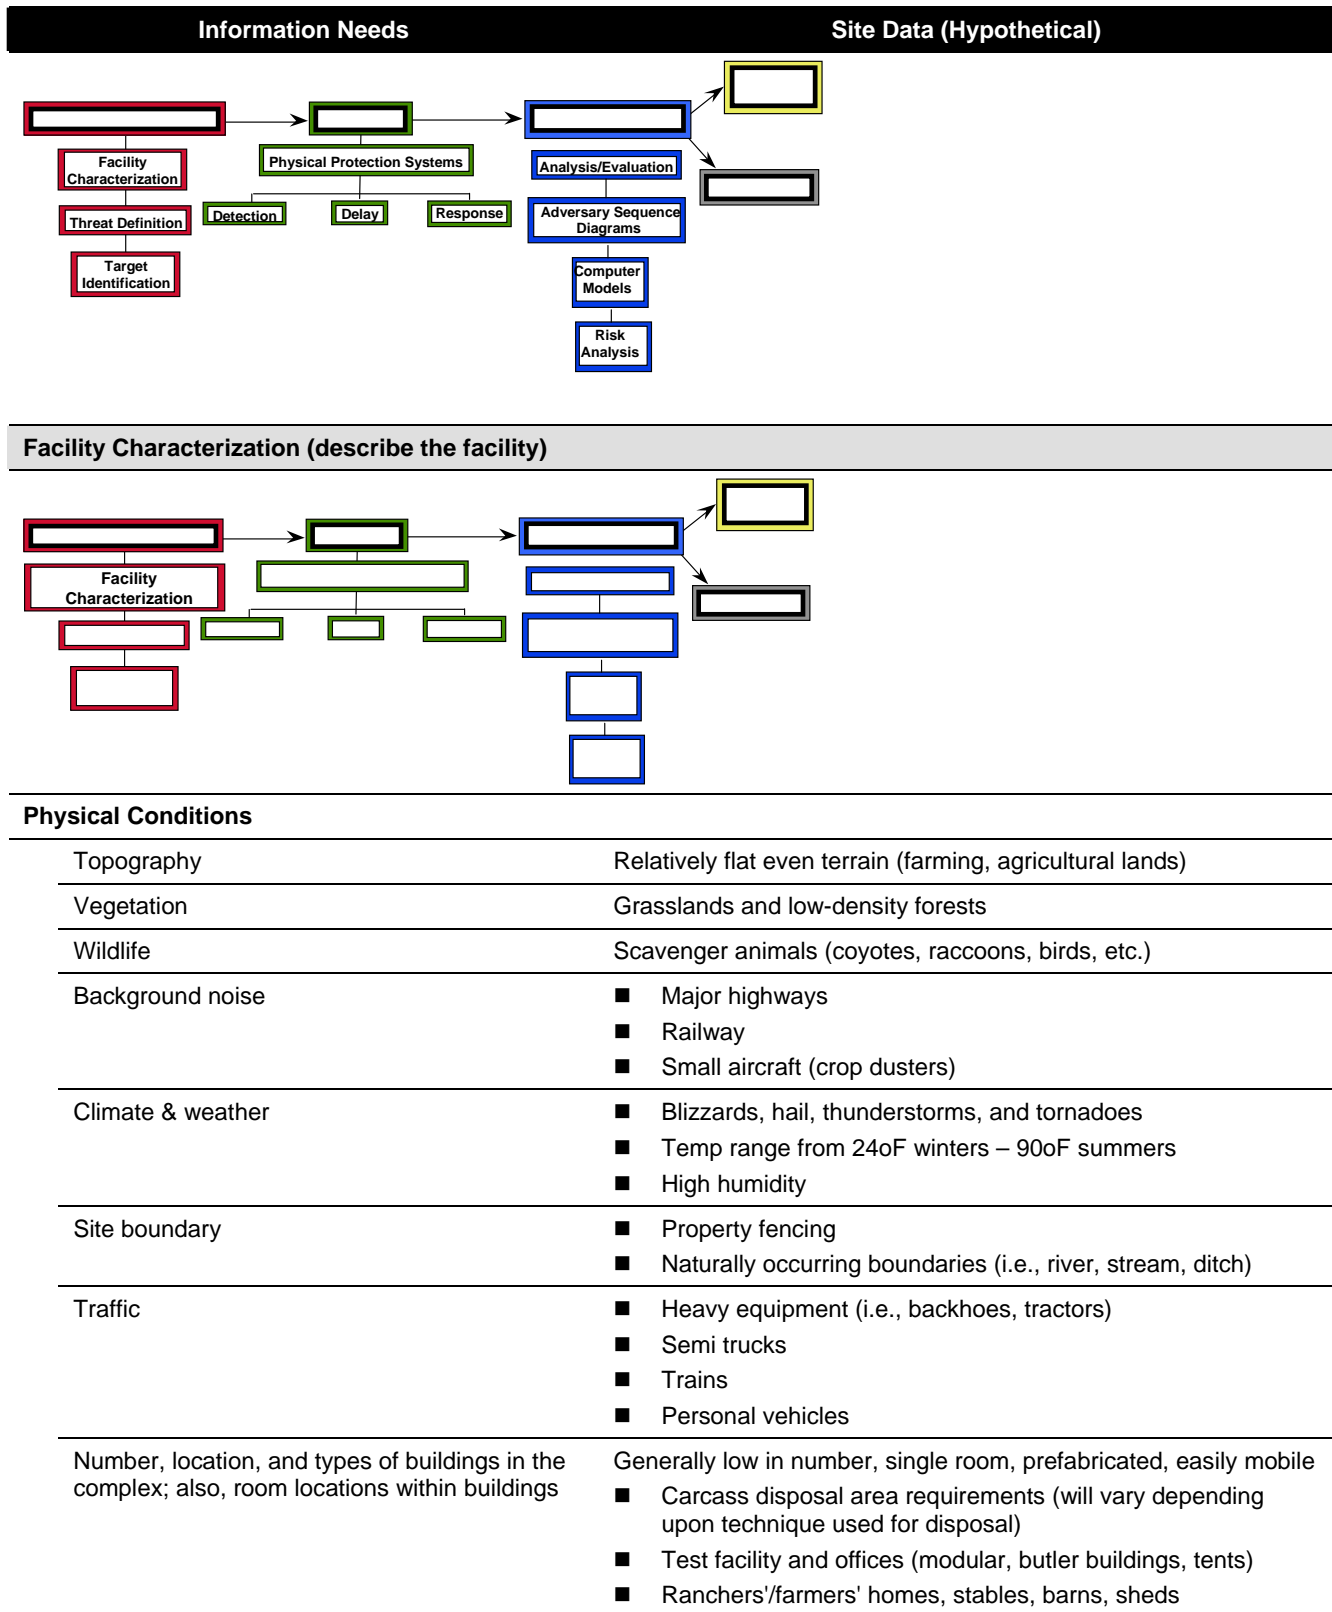 Information Needs Site Data (Hypothetical)
Facility
Characterization
Threat Definition
Target
Identification
Physical Protection Systems
Detection Delay Response
Analysis/Evaluation
Adversary Sequence
Diagrams
Computer
Models
Risk
Analysis
Facility Characterization (describe the facility)
Facility
Characterization
Physical Conditions
Topography Relatively flat even terrain (farming, agricultural lands)
Vegetation Grasslands and low-density forests
Wildlife Scavenger animals (coyotes, raccoons, birds, etc.)
Background noise ■ Major highways
■ Railway
■ Small aircraft (crop dusters)
Climate & weather ■ Blizzards, hail, thunderstorms, and tornadoes
■ Temp range from 24oF winters – 90oF summers
■ High humidity
Site boundary ■ Property fencing
■ Naturally occurring boundaries (i.e., river, stream, ditch)
Traffic ■ Heavy equipment (i.e., backhoes, tractors)
■ Semi trucks
■ Trains
■ Personal vehicles
Number, location, and types of buildings in the Generally low in number, single room, prefabricated, easily mobile
complex; also, room locations within buildings ■ Carcass disposal area requirements (will vary depending
upon technique used for disposal)
■ Test facility and offices (modular, butler buildings, tents)
■ Ranchers'/farmers' homes, stables, barns, sheds